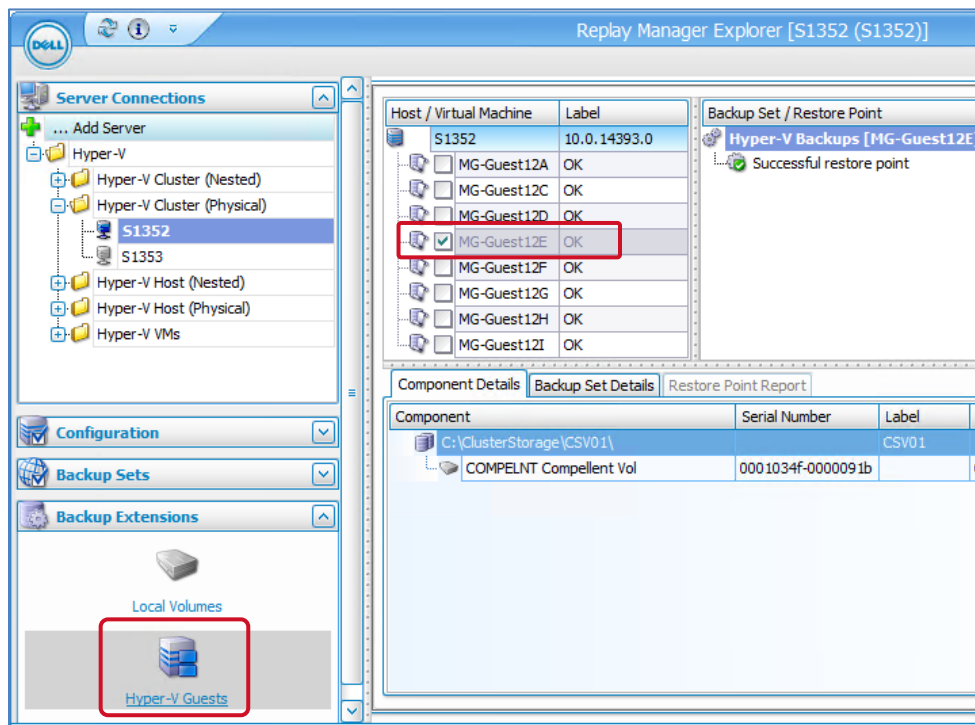 DELL
Replay Manager Explorer [S1352 (S1352)]
Server Connections
... Add Server
Hyper-V
Hyper-V Cluster (Nested)
Hyper-V Cluster (Physical)
S1352
S1353
Hyper-V Host (Nested)
Hyper-V Host (Physical)
Hyper-V VMs
Configuration
Backup Sets
Backup Extensions
Local Volumes
Hyper-V Guests
Host / Virtual Machine Label
S1352 10.0.14393.0
MG-Guest12A OK
MG-Guest12C OK
MG-Guest12D OK
MG-Guest12E OK
MG-Guest12F OK
MG-Guest12G OK
MG-Guest12H OK
MG-Guest12I OK
Backup Set / Restore Point
Hyper-V Backups [MG-Guest12E
Successful restore point
Component Details Backup Set Details Restore Point Report
Component Serial Number Label
C:\ClusterStorage\CSV01\ CSV01
COMPELNT Compellent Vol 0001034f-0000091b